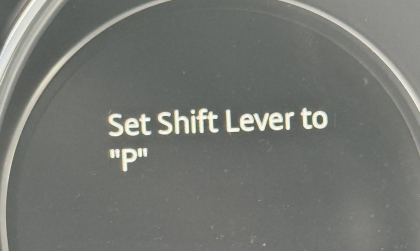 Set Shift Lever to
"P"